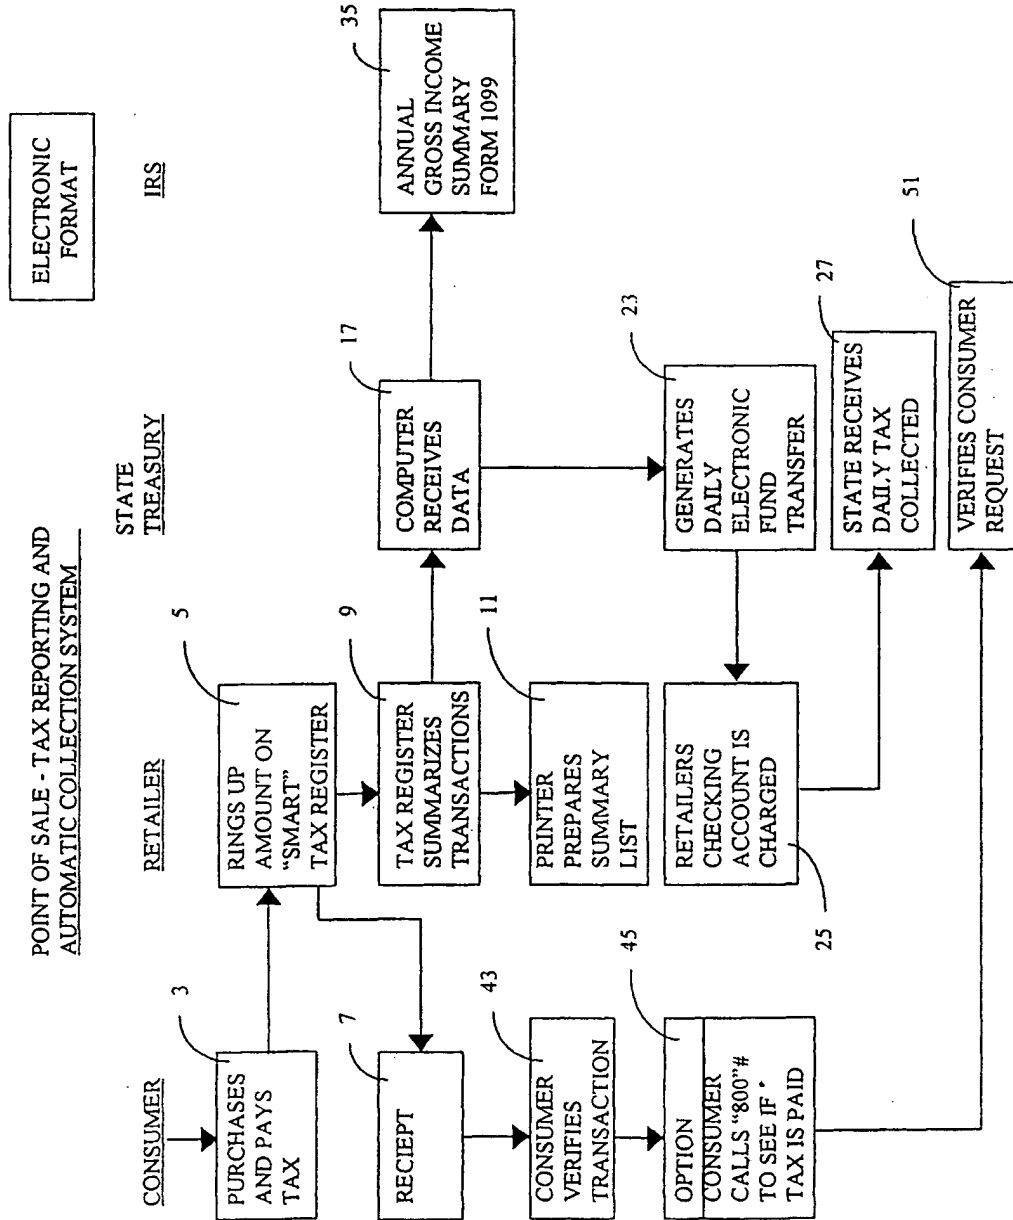 POINT OF SALE - TAX REPORTING AND
AUTOMATIC COLLECTION SYSTEM
ELECTRONIC
FORMAT
CONSUMER
RETAILER
STATE
TREASURY
IRS
3
PURCHASES
AND PAYS
TAX
5
RINGS UP
AMOUNT ON
"SMART"
TAX REGISTER
7
RECIEPT
9
TAX REGISTER
SUMMARIZES
TRANSACTIONS
17
COMPUTER
RECEIVES
DATA
35
ANNUAL
GROSS INCOME
SUMMARY
FORM 1099
43
CONSUMER
VERIFIES
TRANSACTION
11
PRINTER
PREPARES
SUMMARY
LIST
45
OPTION
CONSUMER
CALLS "800"#
TO SEE IF
TAX IS PAID
RETAILERS
CHECKING
ACCOUNT IS
CHARGED
25
23
GENERATES
DAILY
ELECTRONIC
FUND
TRANSFER
27
STATE RECEIVES
DAILY TAX
COLLECTED
51
VERIFIES CONSUMER
REQUEST